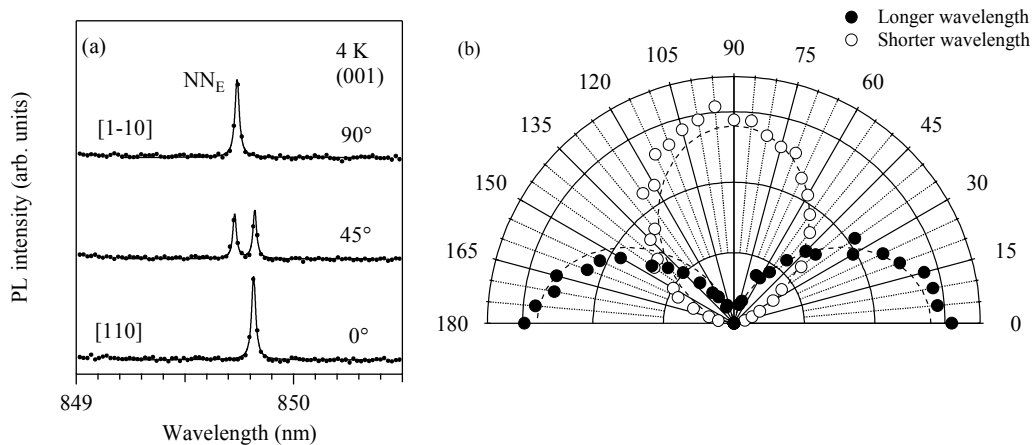 (a)
4 K
(001)
NN_E
[1-10]
90°
45°
[110]
0°
PL intensity (arb. units)
849
850
Wavelength (nm)
(b)
Longer wavelength
Shorter wavelength
90
105
75
120
60
135
45
150
30
165
15
180
0